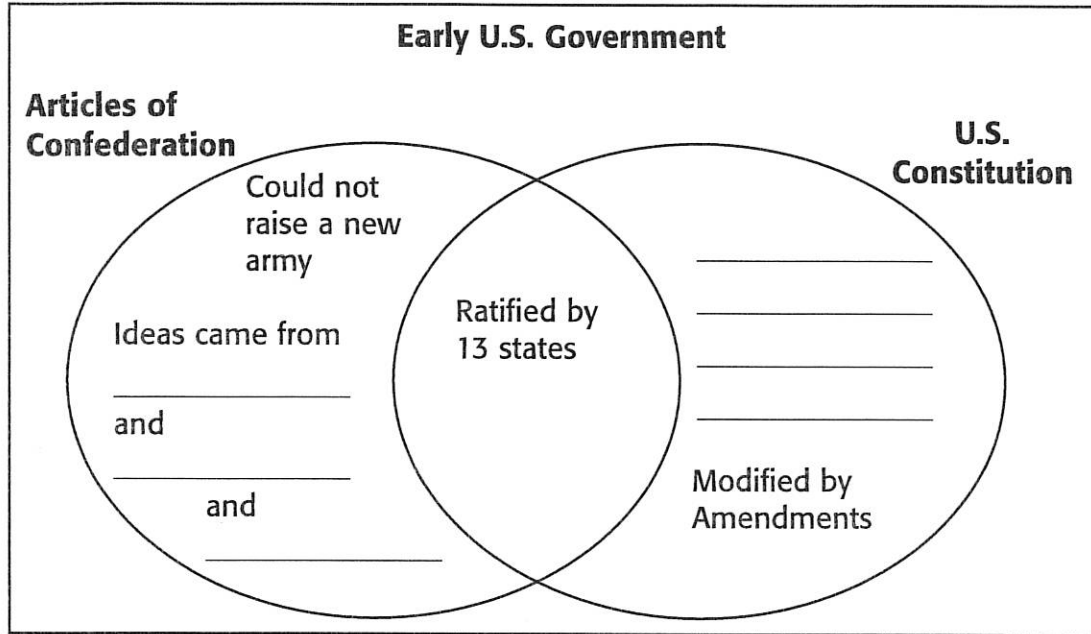 Early U.S. Government
Articles of
Confederation
U.S.
Constitution
Could not
raise a new
army
Ideas came from
and
and
Ratified by
13 states
Modified by
Amendments